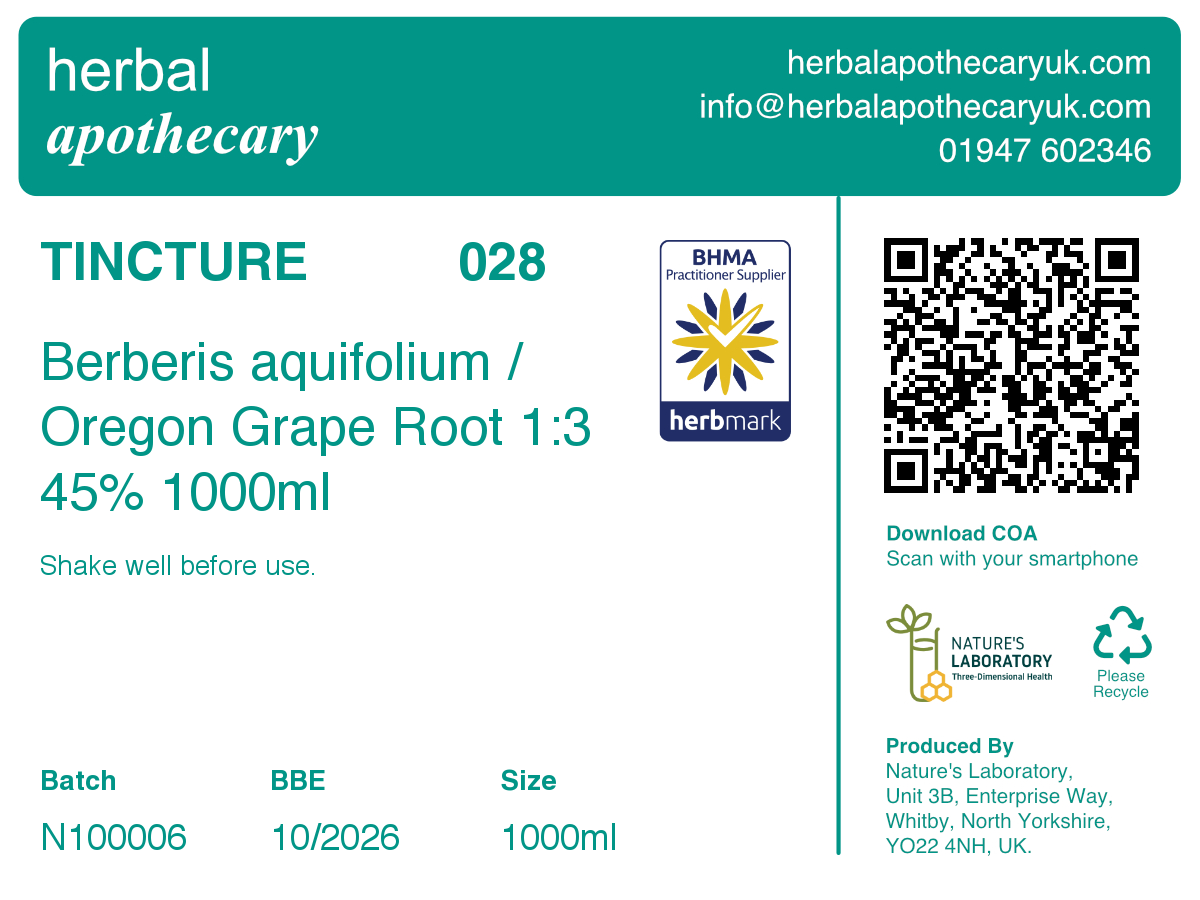 herbal
apothecary
herbalapothecaryuk.com
info@herbalapothecaryuk.com
01947 602346
TINCTURE 028
Berberis aquifolium /
Oregon Grape Root 1:3
45% 1000ml
Shake well before use.
BHMA
Practitioner Supplier
herbmark
Batch BBE Size
N100006 10/2026 1000ml
Download COA
Scan with your smartphone
NATURE'S
LABORATORY
Three-Dimensional Health
Please
Recycle
Produced By
Nature's Laboratory,
Unit 3B, Enterprise Way,
Whitby, North Yorkshire,
YO22 4NH, UK.